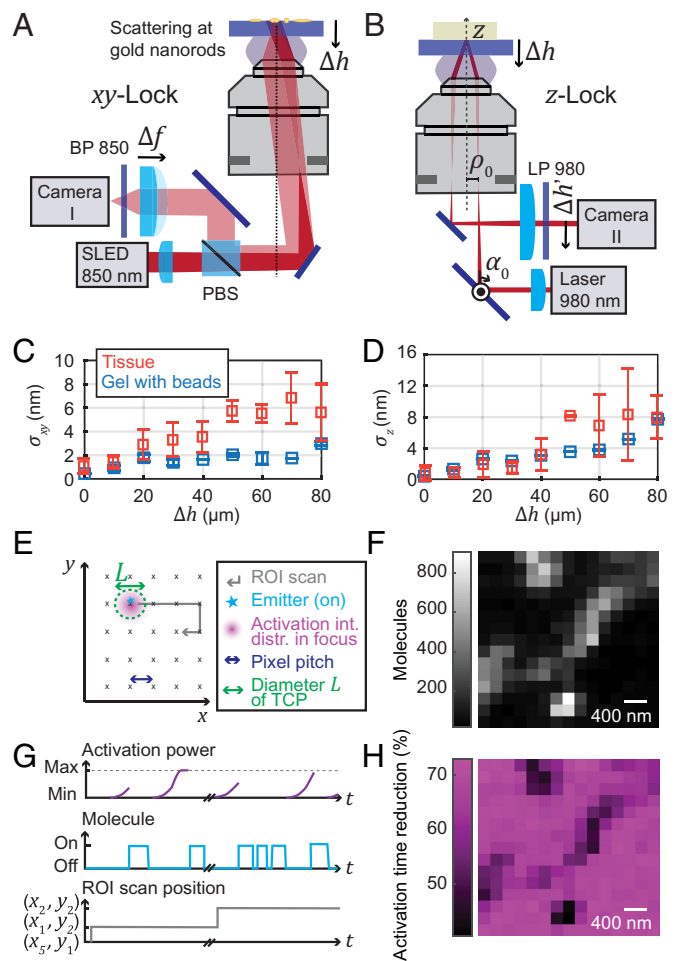 A
Scattering at
gold nanorods
Δh
xy-Lock
BP 850
Δf
Camera
I
SLED
850 nm
PBS
B
z
Δh
z-Lock
ρ0
LP 980
Δh'
Camera
II
α0
Laser
980 nm
C
Tissue
Gel with beads
σxy (nm)
10
8
6
4
2
0
0 20 40 60 80
Δh (μm)
D
σz (nm)
16
12
8
4
0
0 20 40 60 80
Δh (μm)
E
y
L
x
ROI scan
Emitter (on)
Activation int.
distr. in focus
Pixel pitch
Diameter L
of TCP
F
Molecules
800
600
400
200
400 nm
G
Activation power
Max
Min
t
Molecule
On
Off
t
ROI scan position
(x2, y2)
(x1, y2)
(x5, y1)
t
H
Activation time reduction (%)
70
60
50
400 nm